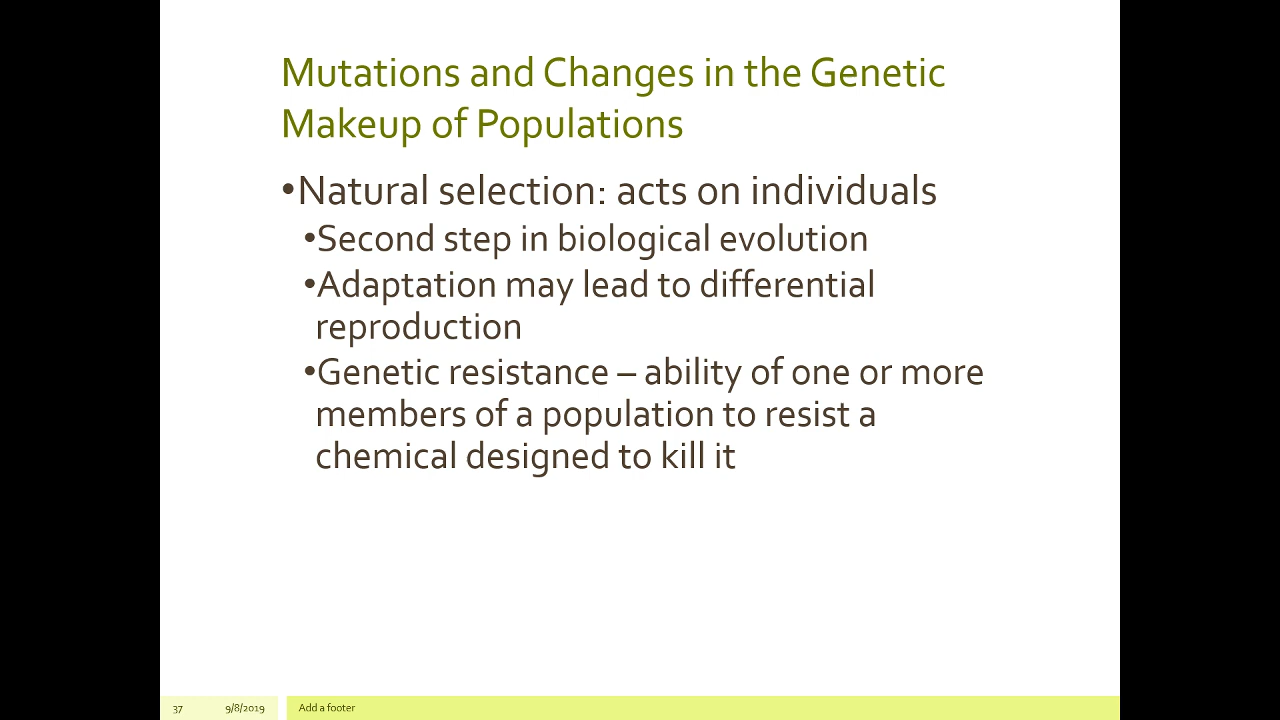 Mutations and Changes in the Genetic
Makeup of Populations
•Natural selection: acts on individuals
•Second step in biological evolution
•Adaptation may lead to differential
reproduction
•Genetic resistance – ability of one or more
members of a population to resist a
chemical designed to kill it
37 9/8/2019 Add a footer